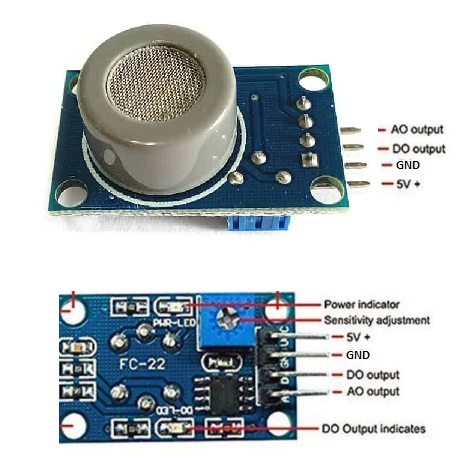 AO output
DO output
GND
5V +
Power indicator
PWR-LED
Sensitivity adjustment
5V +
GND
FC-22
DO output
AO output
DO-LED
DO Output indicates